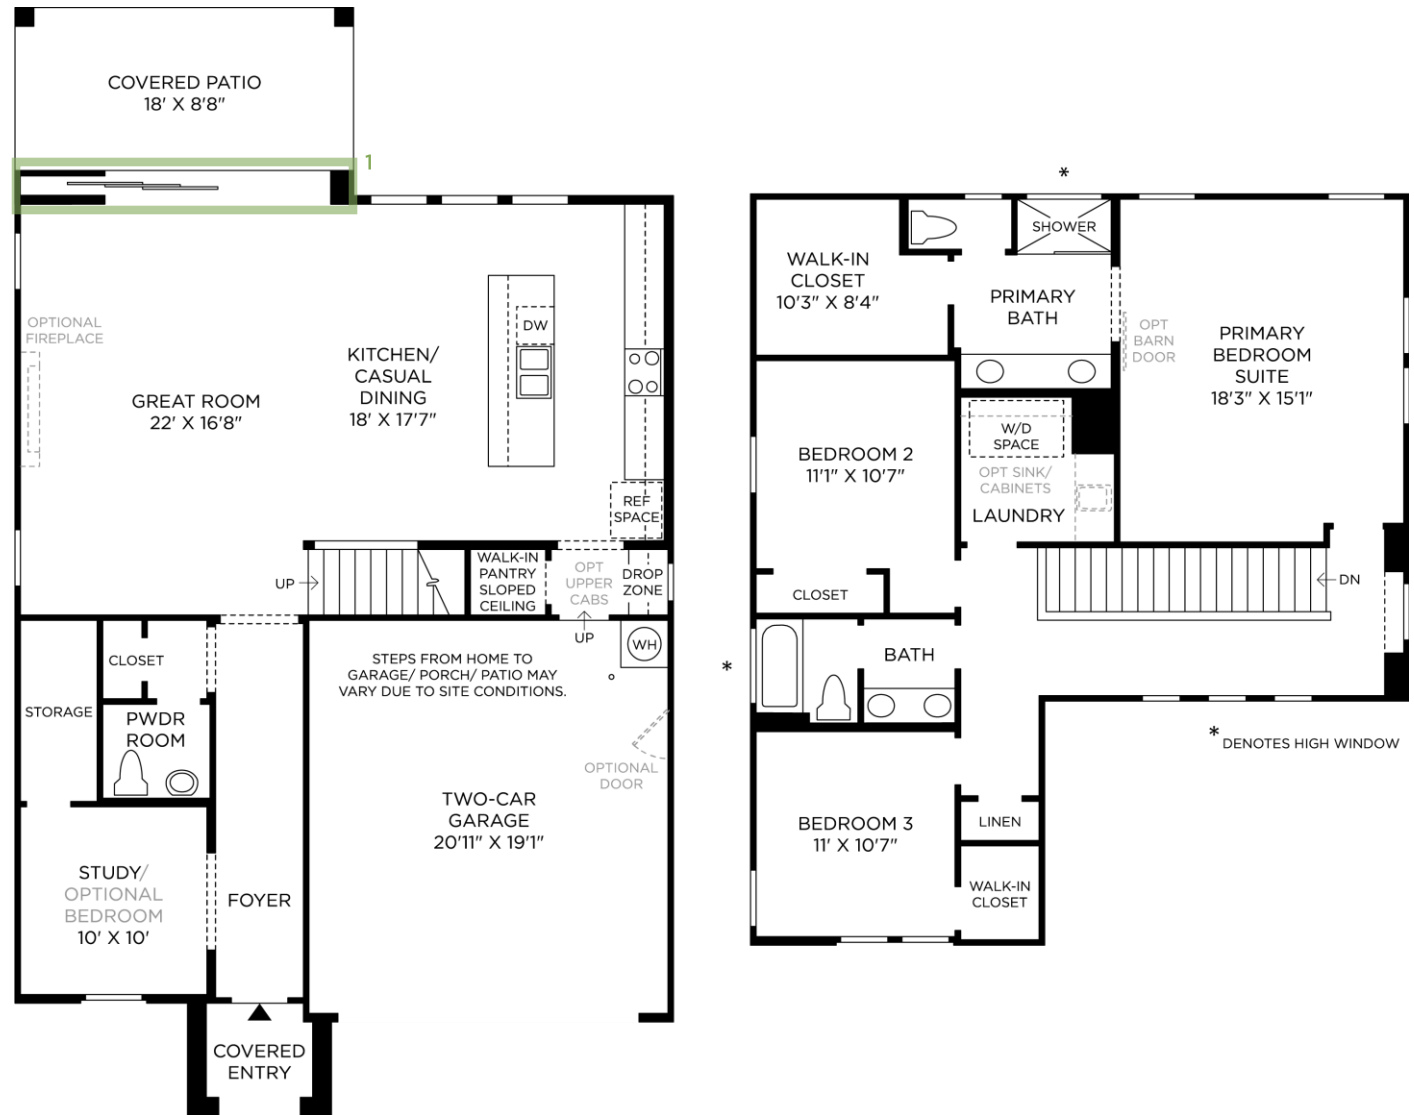 COVERED PATIO
18' X 8'8"
1
OPTIONAL
FIREPLACE
GREAT ROOM
22' X 16'8"
KITCHEN/
CASUAL
DINING
18' X 17'7"
DW
REF
SPACE
UP
WALK-IN
PANTRY
SLOPED
CEILING
OPT
UPPER
CABS
DROP
ZONE
UP
WH
STEPS FROM HOME TO
GARAGE/ PORCH/ PATIO MAY
VARY DUE TO SITE CONDITIONS.
CLOSET
STORAGE
PWDR
ROOM
OPTIONAL
DOOR
TWO-CAR
GARAGE
20'11" X 19'1"
STUDY/
OPTIONAL
BEDROOM
10' X 10'
FOYER
COVERED
ENTRY
*
SHOWER
WALK-IN
CLOSET
10'3" X 8'4"
PRIMARY
BATH
OPT
BARN
DOOR
PRIMARY
BEDROOM
SUITE
18'3" X 15'1"
BEDROOM 2
11'1" X 10'7"
W/D
SPACE
OPT SINK/
CABINETS
LAUNDRY
CLOSET
DN
*
BATH
* DENOTES HIGH WINDOW
BEDROOM 3
11' X 10'7"
LINEN
WALK-IN
CLOSET